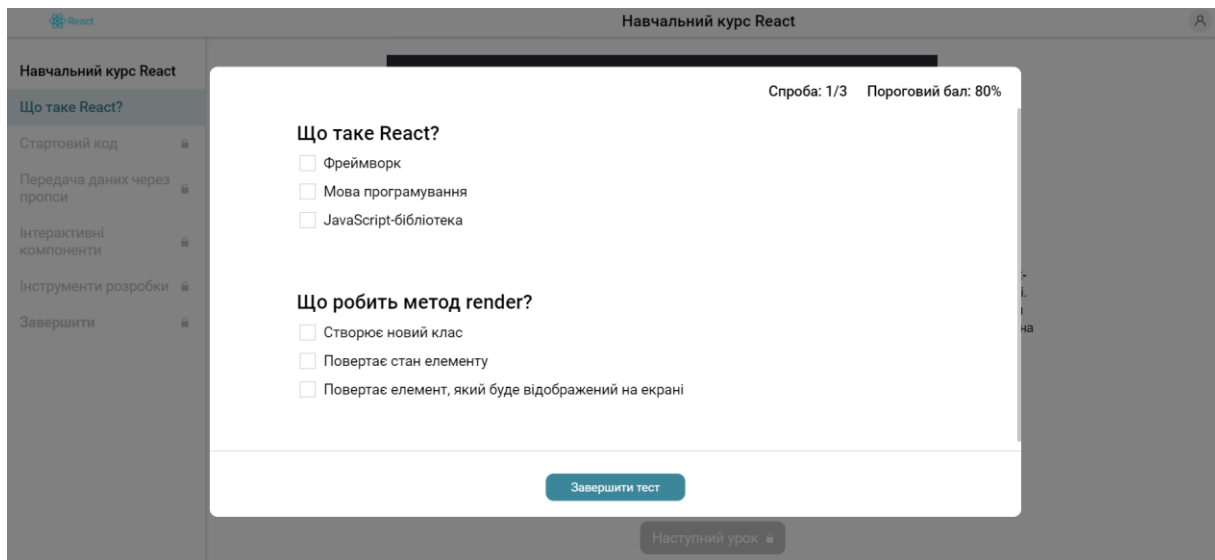 React
Навчальний курс React
Навчальний курс React
Що таке React?
Стартовий код
Передача даних через
пропси
Інтерактивні
компоненти
Інструменти розробки
Завершити
Спроба: 1/3 Пороговий бал: 80%
Що таке React?
Фреймворк
Мова програмування
JavaScript-бібліотека
Що робить метод render?
Створює новий клас
Повертає стан елементу
Повертає елемент, який буде відображений на екрані
на
Завершити тест
Наступний урок